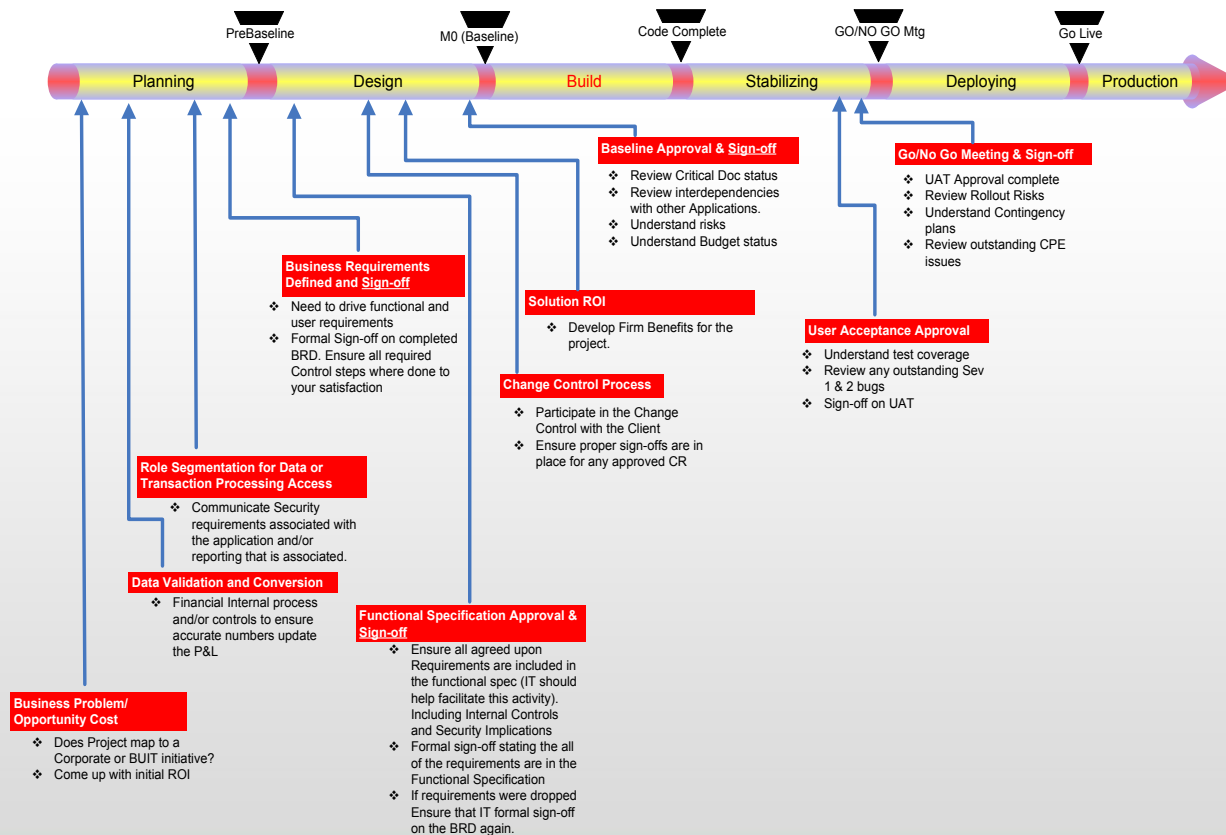 PreBaseline
M0 (Baseline)
Code Complete
GO/NO GO Mtg
Go Live
Planning
Design
Build
Stabilizing
Deploying
Production
Baseline Approval & Sign-off
❖ Review Critical Doc status
❖ Review interdependencies
with other Applications.
❖ Understand risks
❖ Understand Budget status
Go/No Go Meeting & Sign-off
❖ UAT Approval complete
❖ Review Rollout Risks
❖ Understand Contingency
plans
❖ Review outstanding CPE
issues
Business Requirements
Defined and Sign-off
❖ Need to drive functional and
user requirements
❖ Formal Sign-off on completed
BRD. Ensure all required
Control steps where done to
your satisfaction
Solution ROI
❖ Develop Firm Benefits for the
project.
User Acceptance Approval
❖ Understand test coverage
❖ Review any outstanding Sev
1 & 2 bugs
❖ Sign-off on UAT
Change Control Process
❖ Participate in the Change
Control with the Client
❖ Ensure proper sign-offs are in
place for any approved CR
Role Segmentation for Data or
Transaction Processing Access
❖ Communicate Security
requirements associated with
the application and/or
reporting that is associated.
Data Validation and Conversion
❖ Financial Internal process
and/or controls to ensure
accurate numbers update
the P&L
Functional Specification Approval &
Sign-off
❖ Ensure all agreed upon
Requirements are included in
the functional spec (IT should
help facilitate this activity).
Including Internal Controls
and Security Implications
❖ Formal sign-off stating the all
of the requirements are in the
Functional Specification
❖ If requirements were dropped
Ensure that IT formal sign-off
on the BRD again.
Business Problem/
Opportunity Cost
❖ Does Project map to a
Corporate or BUIT initiative?
❖ Come up with initial ROI